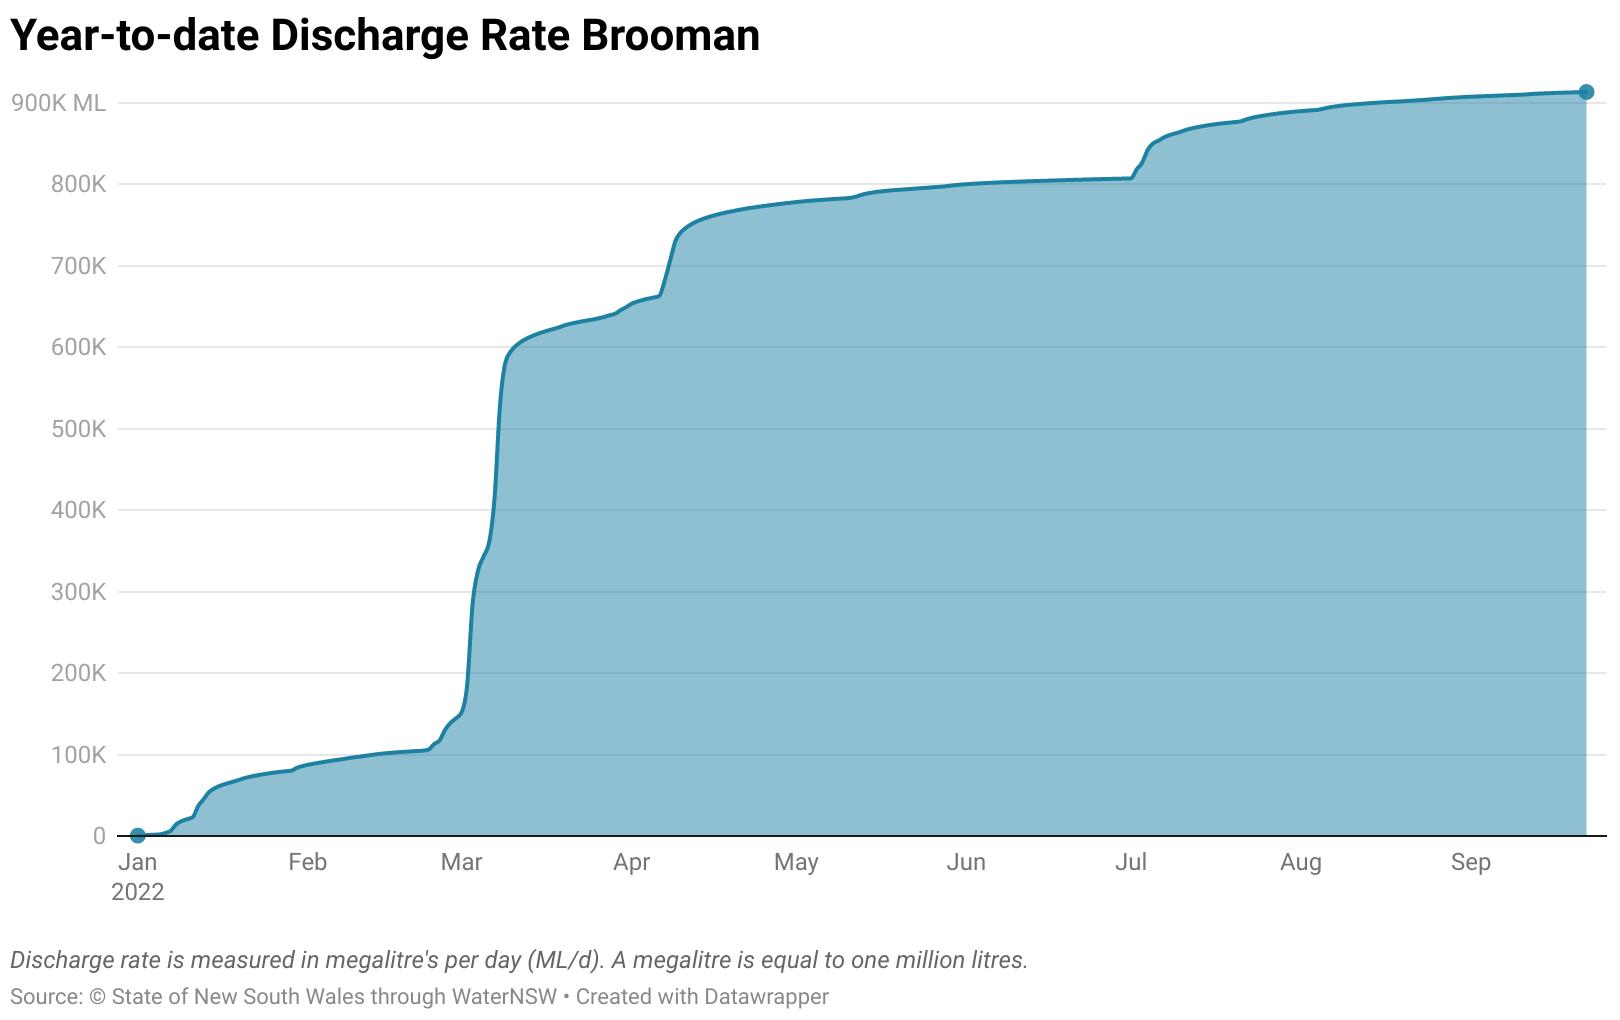 Year-to-date Discharge Rate Brooman
900K ML
800K
700K
600K
500K
400K
300K
200K
100K
0
Jan Feb Mar Apr May Jun Jul Aug Sep
2022
Discharge rate is measured in megalitre's per day (ML/d). A megalitre is equal to one million litres.
Source: © State of New South Wales through WaterNSW • Created with Datawrapper